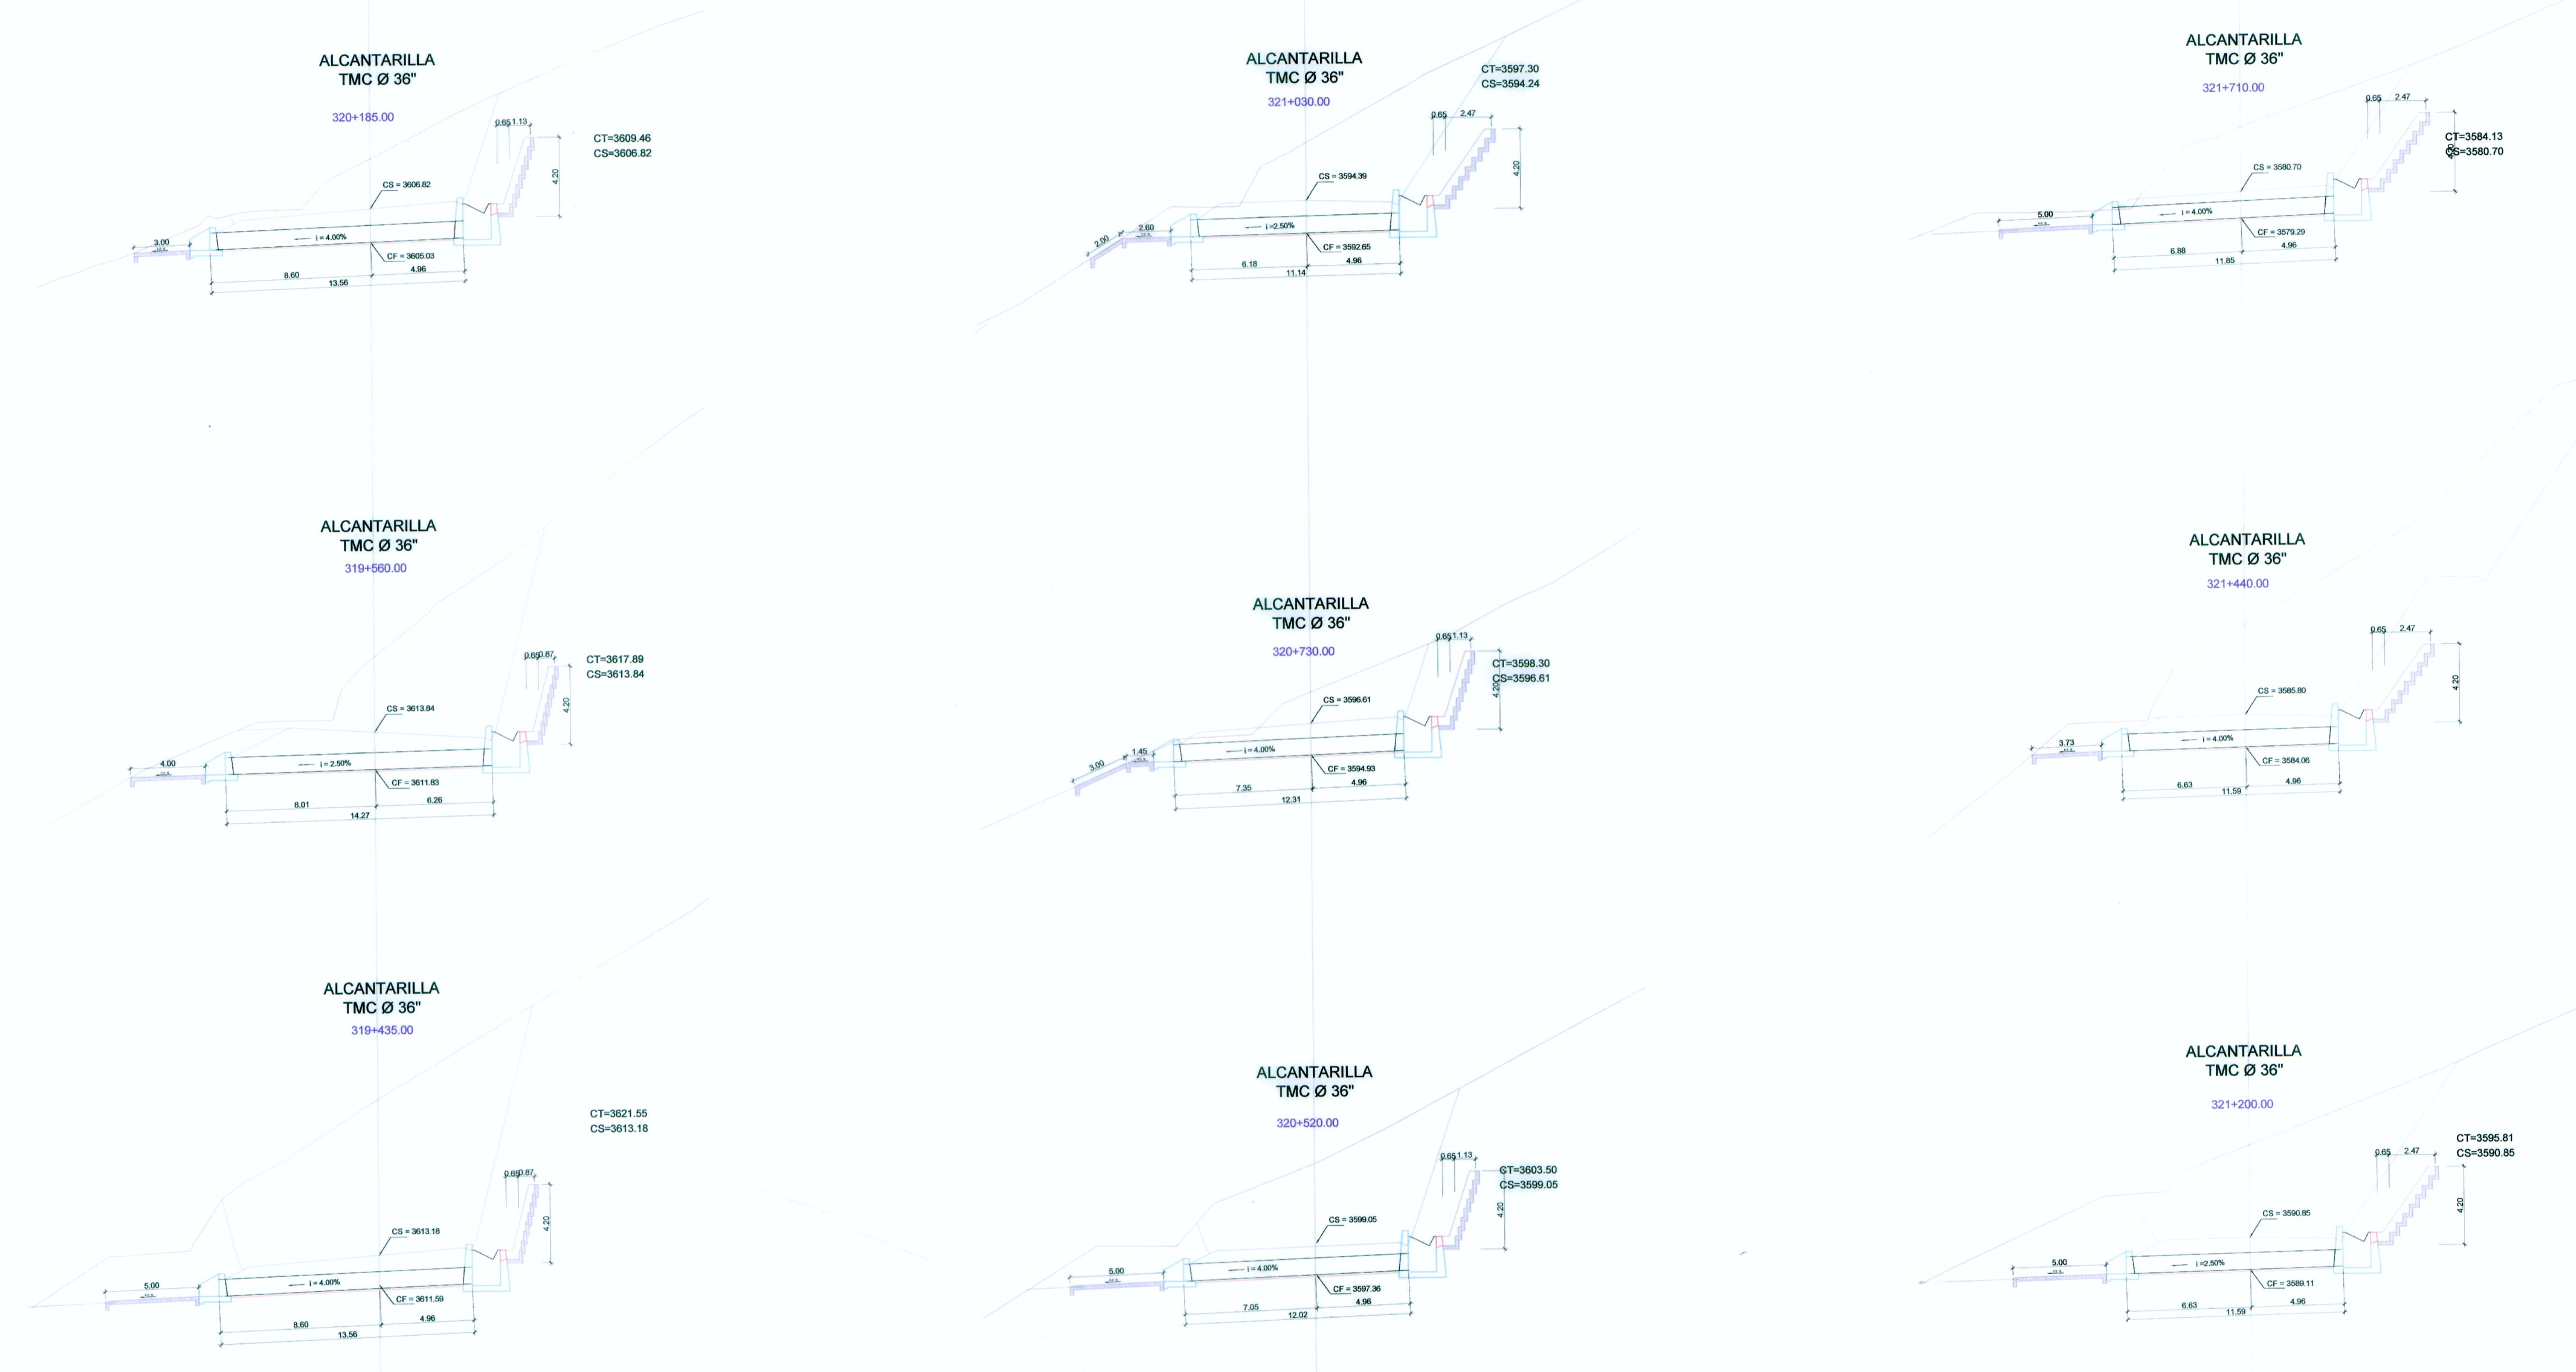 ALCANTARILLA
TMC Ø 36"
320+185.00
CT=3609.46
CS=3606.82
0.65
1.13
4.20
CS = 3606.82
i = 4.00%
3.00
CF = 3605.03
8.60
4.96
13.56
ALCANTARILLA
TMC Ø 36"
321+030.00
CT=3597.30
CS=3594.24
0.65
2.47
4.20
CS = 3594.39
i =2.50%
2.00
2.60
CF = 3592.65
6.18
4.96
11.14
ALCANTARILLA
TMC Ø 36"
321+710.00
0.65
2.47
CT=3584.13
CS=3580.70
CS = 3580.70
i = 4.00%
5.00
CF = 3579.29
6.88
4.96
11.85
ALCANTARILLA
TMC Ø 36"
319+560.00
CT=3617.89
CS=3613.84
0.65
0.87
4.20
CS = 3613.84
i = 2.50%
4.00
CF = 3611.83
8.01
6.26
14.27
ALCANTARILLA
TMC Ø 36"
320+730.00
0.65
1.13
CT=3598.30
CS=3596.61
4.20
CS = 3596.61
i = 4.00%
3.00
1.45
CF = 3594.93
7.35
4.96
12.31
ALCANTARILLA
TMC Ø 36"
321+440.00
0.65
2.47
4.20
CS = 3585.80
i = 4.00%
3.73
CF = 3584.06
6.63
4.96
11.59
ALCANTARILLA
TMC Ø 36"
319+435.00
CT=3621.55
CS=3613.18
0.65
0.87
4.20
CS = 3613.18
i = 4.00%
5.00
CF = 3611.59
8.60
4.96
13.56
ALCANTARILLA
TMC Ø 36"
320+520.00
0.65
1.13
CT=3603.50
CS=3599.05
4.20
CS = 3599.05
i = 4.00%
5.00
CF = 3597.36
7.05
4.96
12.02
ALCANTARILLA
TMC Ø 36"
321+200.00
CT=3595.81
CS=3590.85
0.65
2.47
4.20
CS = 3590.85
i =2.50%
5.00
CF = 3589.11
6.63
4.96
11.59